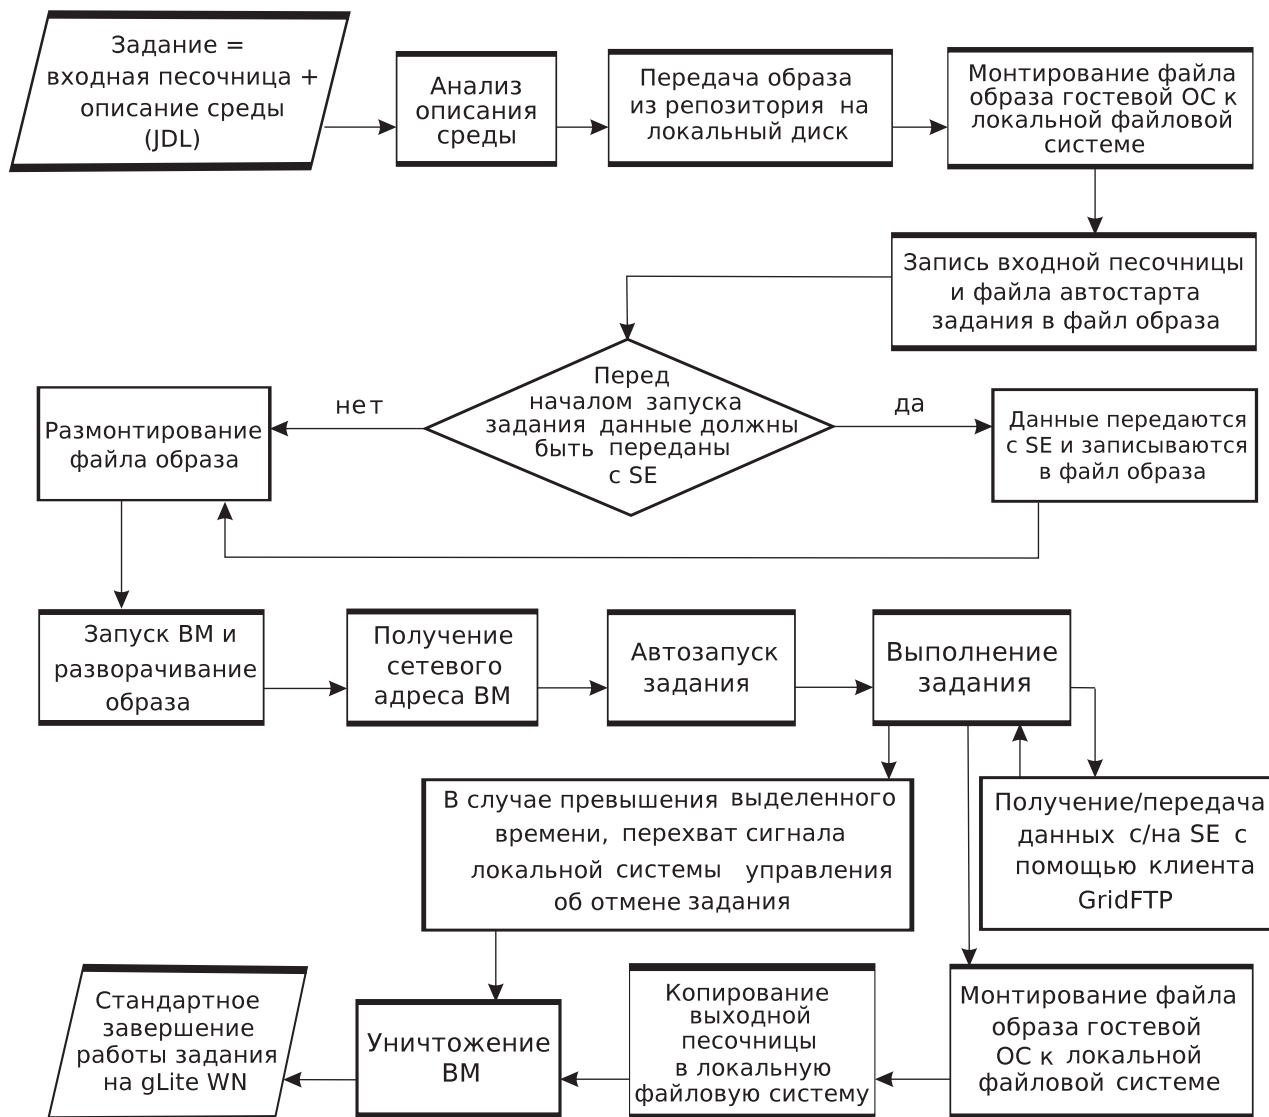 Задание =
входная песочница +
описание среды
(JDL)
Анализ
описания
среды
Передача образа
из репозитория на
локальный диск
Монтирование файла
образа гостевой ОС к
локальной файловой
системе
Запись входной песочницы
и файла автостарта
задания в файл образа
Перед
началом запуска
задания данные должны
быть переданы
с SE
нет
да
Размонтирование
файла образа
Данные передаются
с SE и записываются
в файл образа
Запуск ВМ и
разворачивание
образа
Получение
сетевого
адреса ВМ
Автозапуск
задания
Выполнение
задания
В случае превышения выделенного
времени, перехват сигнала
локальной системы управления
об отмене задания
Получение/передача
данных с/на SE с
помощью клиента
GridFTP
Стандартное
завершение
работы задания
на gLite WN
Уничтожение
ВМ
Копирование
выходной
песочницы
в локальную
файловую систему
Монтирование файла
образа гостевой
ОС к локальной
файловой системе